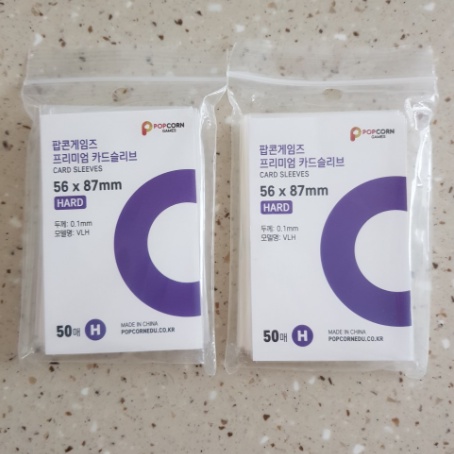 POPCORN
GAMES
팝콘게임즈
프리미엄 카드슬리브
CARD SLEEVES
56 x 87mm
HARD
두께: 0.1mm
모델명: VLH
50매 H
MADE IN CHINA
POPCORNEDU.CO.KR
POPCORN
GAMES
팝콘게임즈
프리미엄 카드슬리브
CARD SLEEVES
56 x 87mm
HARD
두께: 0.1mm
모델명: VLH
50매 H
MADE IN CHINA
POPCORNEDU.CO.KR